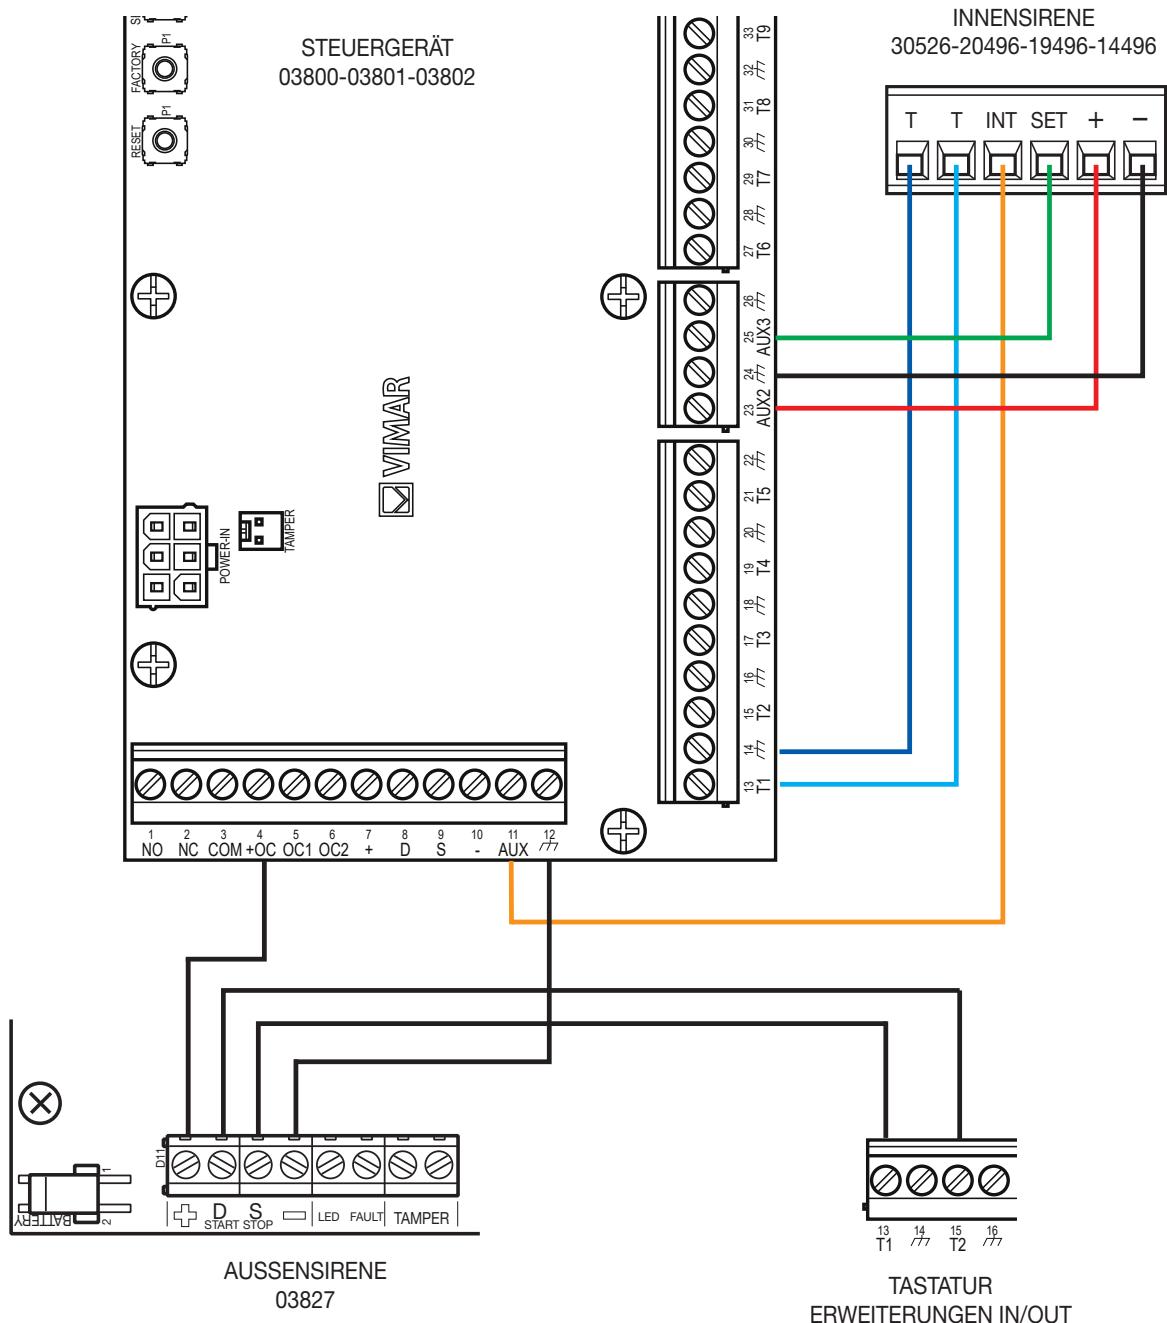 STEUERGERÄT
03800-03801-03802
INNENSIRENE
30526-20496-19496-14496
T T INT SET + −
P1
FACTORY
P1
RESET
33 T9
32
31 T8
30
29 T7
28
27 T6
26
25 AUX3
24
23 AUX2
22
21 T5
20
19 T4
18
17 T3
16
15 T2
14
13 T1
VIMAR
POWER-IN
TAMPER
1 2 3 4 5 6 7 8 9 10 11 12
NO NC COM +OC OC1 OC2 + D S - AUX
D11
1
2
BATTERY
D S LED FAULT TAMPER
START STOP
AUSSENSIRENE
03827
13 14 15 16
T1 T2
TASTATUR
ERWEITERUNGEN IN/OUT